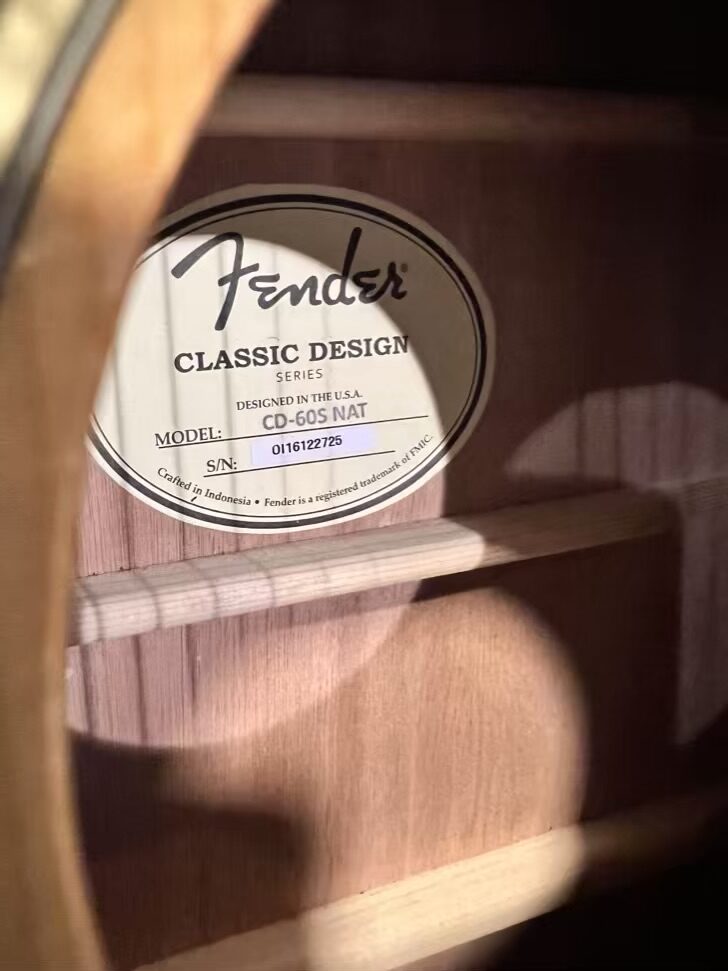 Fender®
CLASSIC DESIGN
SERIES
DESIGNED IN THE U.S.A.
MODEL: CD-60S NAT
S/N: OI16122725
Crafted in Indonesia • Fender is a registered trademark of FMIC.